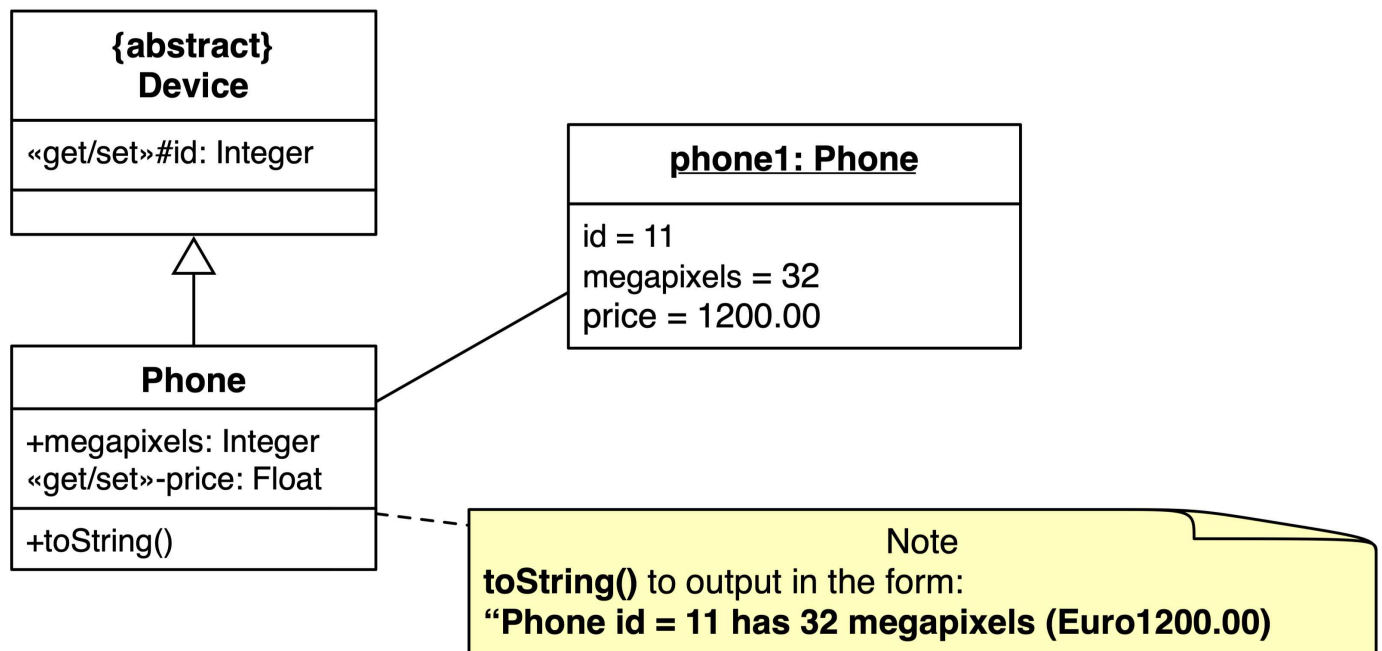 {abstract}
Device
«get/set»#id: Integer
phone1: Phone
id = 11
megapixels = 32
price = 1200.00
Phone
+megapixels: Integer
«get/set»-price: Float
+toString()
Note
toString() to output in the form:
“Phone id = 11 has 32 megapixels (Euro1200.00)